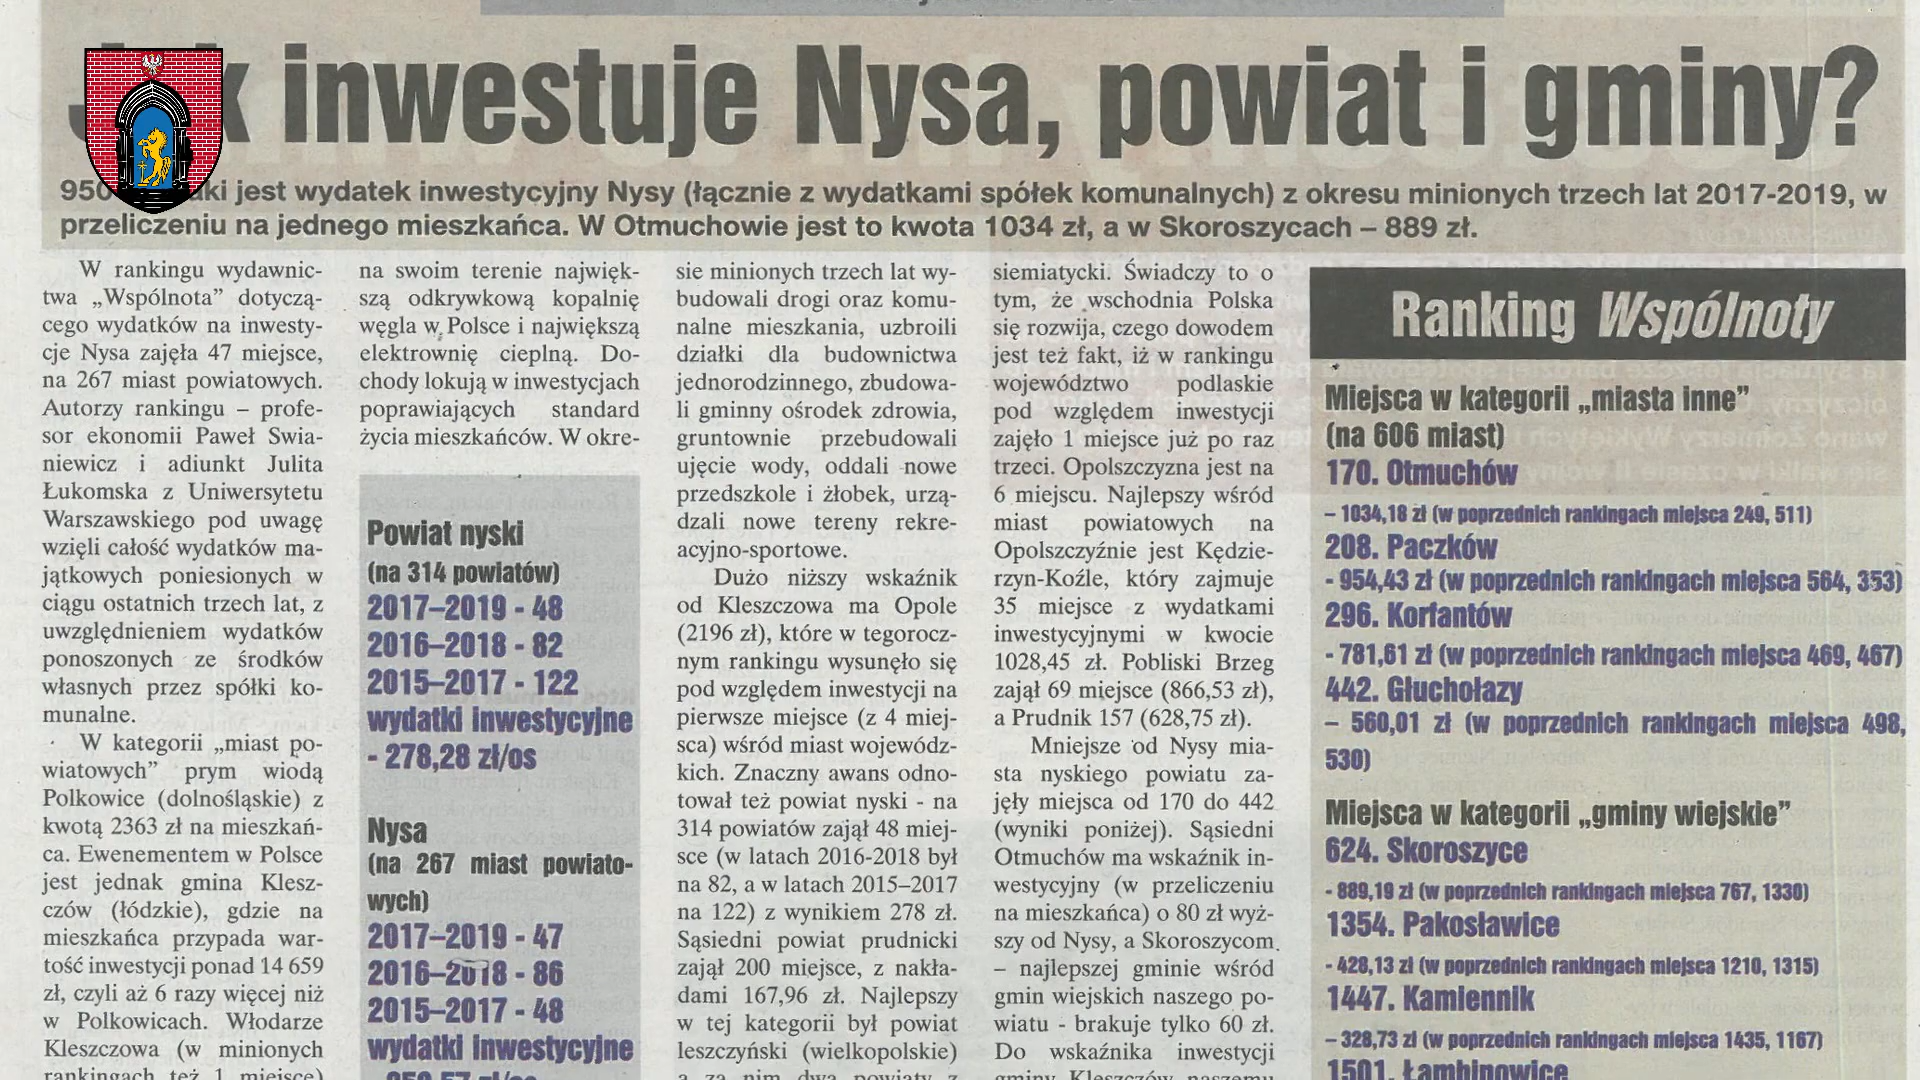 inwestuje Nysa, powiat i gminy?
jest wydatek inwestycyjny Nysy (łącznie z wydatkami spółek komunalnych) z okresu minionych trzech lat 2017-2019, w
przeliczeniu na jednego mieszkańca. W Otmuchowie jest to kwota 1034 zł, a w Skoroszycach – 889 zł.
W rankingu wydawnic-
twa „Wspólnota” dotyczą-
cego wydatków na inwesty-
cje Nysa zajęła 47 miejsce,
na 267 miast powiatowych.
Autorzy rankingu – profe-
sor ekonomii Paweł Swia-
niewicz i adiunkt Julita
Łukomska z Uniwersytetu
Warszawskiego pod uwagę
wzięli całość wydatków ma-
jątkowych poniesionych w
ciągu ostatnich trzech lat, z
uwzględnieniem wydatków
ponoszonych ze środków
własnych przez spółki ko-
munalne.
W kategorii „miast po-
wiatowych” prym wiodą
Polkowice (dolnośląskie) z
kwotą 2363 zł na mieszkań-
ca. Ewenementem w Polsce
jest jednak gmina Klesz-
czów (łódzkie), gdzie na
mieszkańca przypada war-
tość inwestycji ponad 14 659
zł, czyli aż 6 razy więcej niż
w Polkowicach. Włodarze
Kleszczowa (w minionych
rankingach też 1 miejsce)
na swoim terenie najwięk-
szą odkrywkową kopalnię
węgla w Polsce i największą
elektrownię cieplną. Do-
chody lokują w inwestycjach
poprawiających standard
życia mieszkańców. W okre-
Powiat nyski
(na 314 powiatów)
2017–2019 - 48
2016–2018 - 82
2015–2017 - 122
wydatki inwestycyjne
- 278,28 zł/os
Nysa
(na 267 miast powiato-
wych)
2017–2019 - 47
2016–2018 - 86
2015–2017 - 48
wydatki inwestycyjne
sie minionych trzech lat wy-
budowali drogi oraz komu-
nalne mieszkania, uzbroili
działki dla budownictwa
jednorodzinnego, zbudowa-
li gminny ośrodek zdrowia,
gruntownie przebudowali
ujęcie wody, oddali nowe
przedszkole i żłobek, urzą-
dzali nowe tereny rekre-
acyjno-sportowe.
Dużo niższy wskaźnik
od Kleszczowa ma Opole
(2196 zł), które w tegorocz-
nym rankingu wysunęło się
pod względem inwestycji na
pierwsze miejsce (z 4 miej-
sca) wśród miast wojewódz-
kich. Znaczny awans odno-
tował też powiat nyski - na
314 powiatów zajął 48 miej-
sce (w latach 2016-2018 był
na 82, a w latach 2015–2017
na 122) z wynikiem 278 zł.
Sąsiedni powiat prudnicki
zajął 200 miejsce, z nakła-
dami 167,96 zł. Najlepszy
w tej kategorii był powiat
leszczyński (wielkopolskie)
a za nim dwa powiaty z
siemiatycki. Świadczy to o
tym, że wschodnia Polska
się rozwija, czego dowodem
jest też fakt, iż w rankingu
województwo podlaskie
pod względem inwestycji
zajęło 1 miejsce już po raz
trzeci. Opolszczyzna jest na
6 miejscu. Najlepszy wśród
miast powiatowych na
Opolszczyźnie jest Kędzie-
rzyn-Koźle, który zajmuje
35 miejsce z wydatkami
inwestycyjnymi w kwocie
1028,45 zł. Pobliski Brzeg
zajął 69 miejsce (866,53 zł),
a Prudnik 157 (628,75 zł).
Mniejsze od Nysy mia-
sta nyskiego powiatu za-
jęły miejsca od 170 do 442
(wyniki poniżej). Sąsiedni
Otmuchów ma wskaźnik in-
westycyjny (w przeliczeniu
na mieszkańca) o 80 zł wyż-
szy od Nysy, a Skoroszycom
– najlepszej gminie wśród
gmin wiejskich naszego po-
wiatu - brakuje tylko 60 zł.
Do wskaźnika inwestycji
gminy Kleszczów naszemu
Ranking Wspólnoty
Miejsca w kategorii „miasta inne”
(na 606 miast)
170. Otmuchów
– 1034,18 zł (w poprzednich rankingach miejsca 249, 511)
208. Paczków
- 954,43 zł (w poprzednich rankingach miejsca 564, 353)
296. Korfantów
- 781,61 zł (w poprzednich rankingach miejsca 469, 467)
442. Głuchołazy
– 560,01 zł (w poprzednich rankingach miejsca 498,
530)
Miejsca w kategorii „gminy wiejskie”
624. Skoroszyce
- 889,19 zł (w poprzednich rankingach miejsca 767, 1330)
1354. Pakosławice
- 428,13 zł (w poprzednich rankingach miejsca 1210, 1315)
1447. Kamiennik
– 328,73 zł (w poprzednich rankingach miejsca 1435, 1167)
1501. Łambinowice